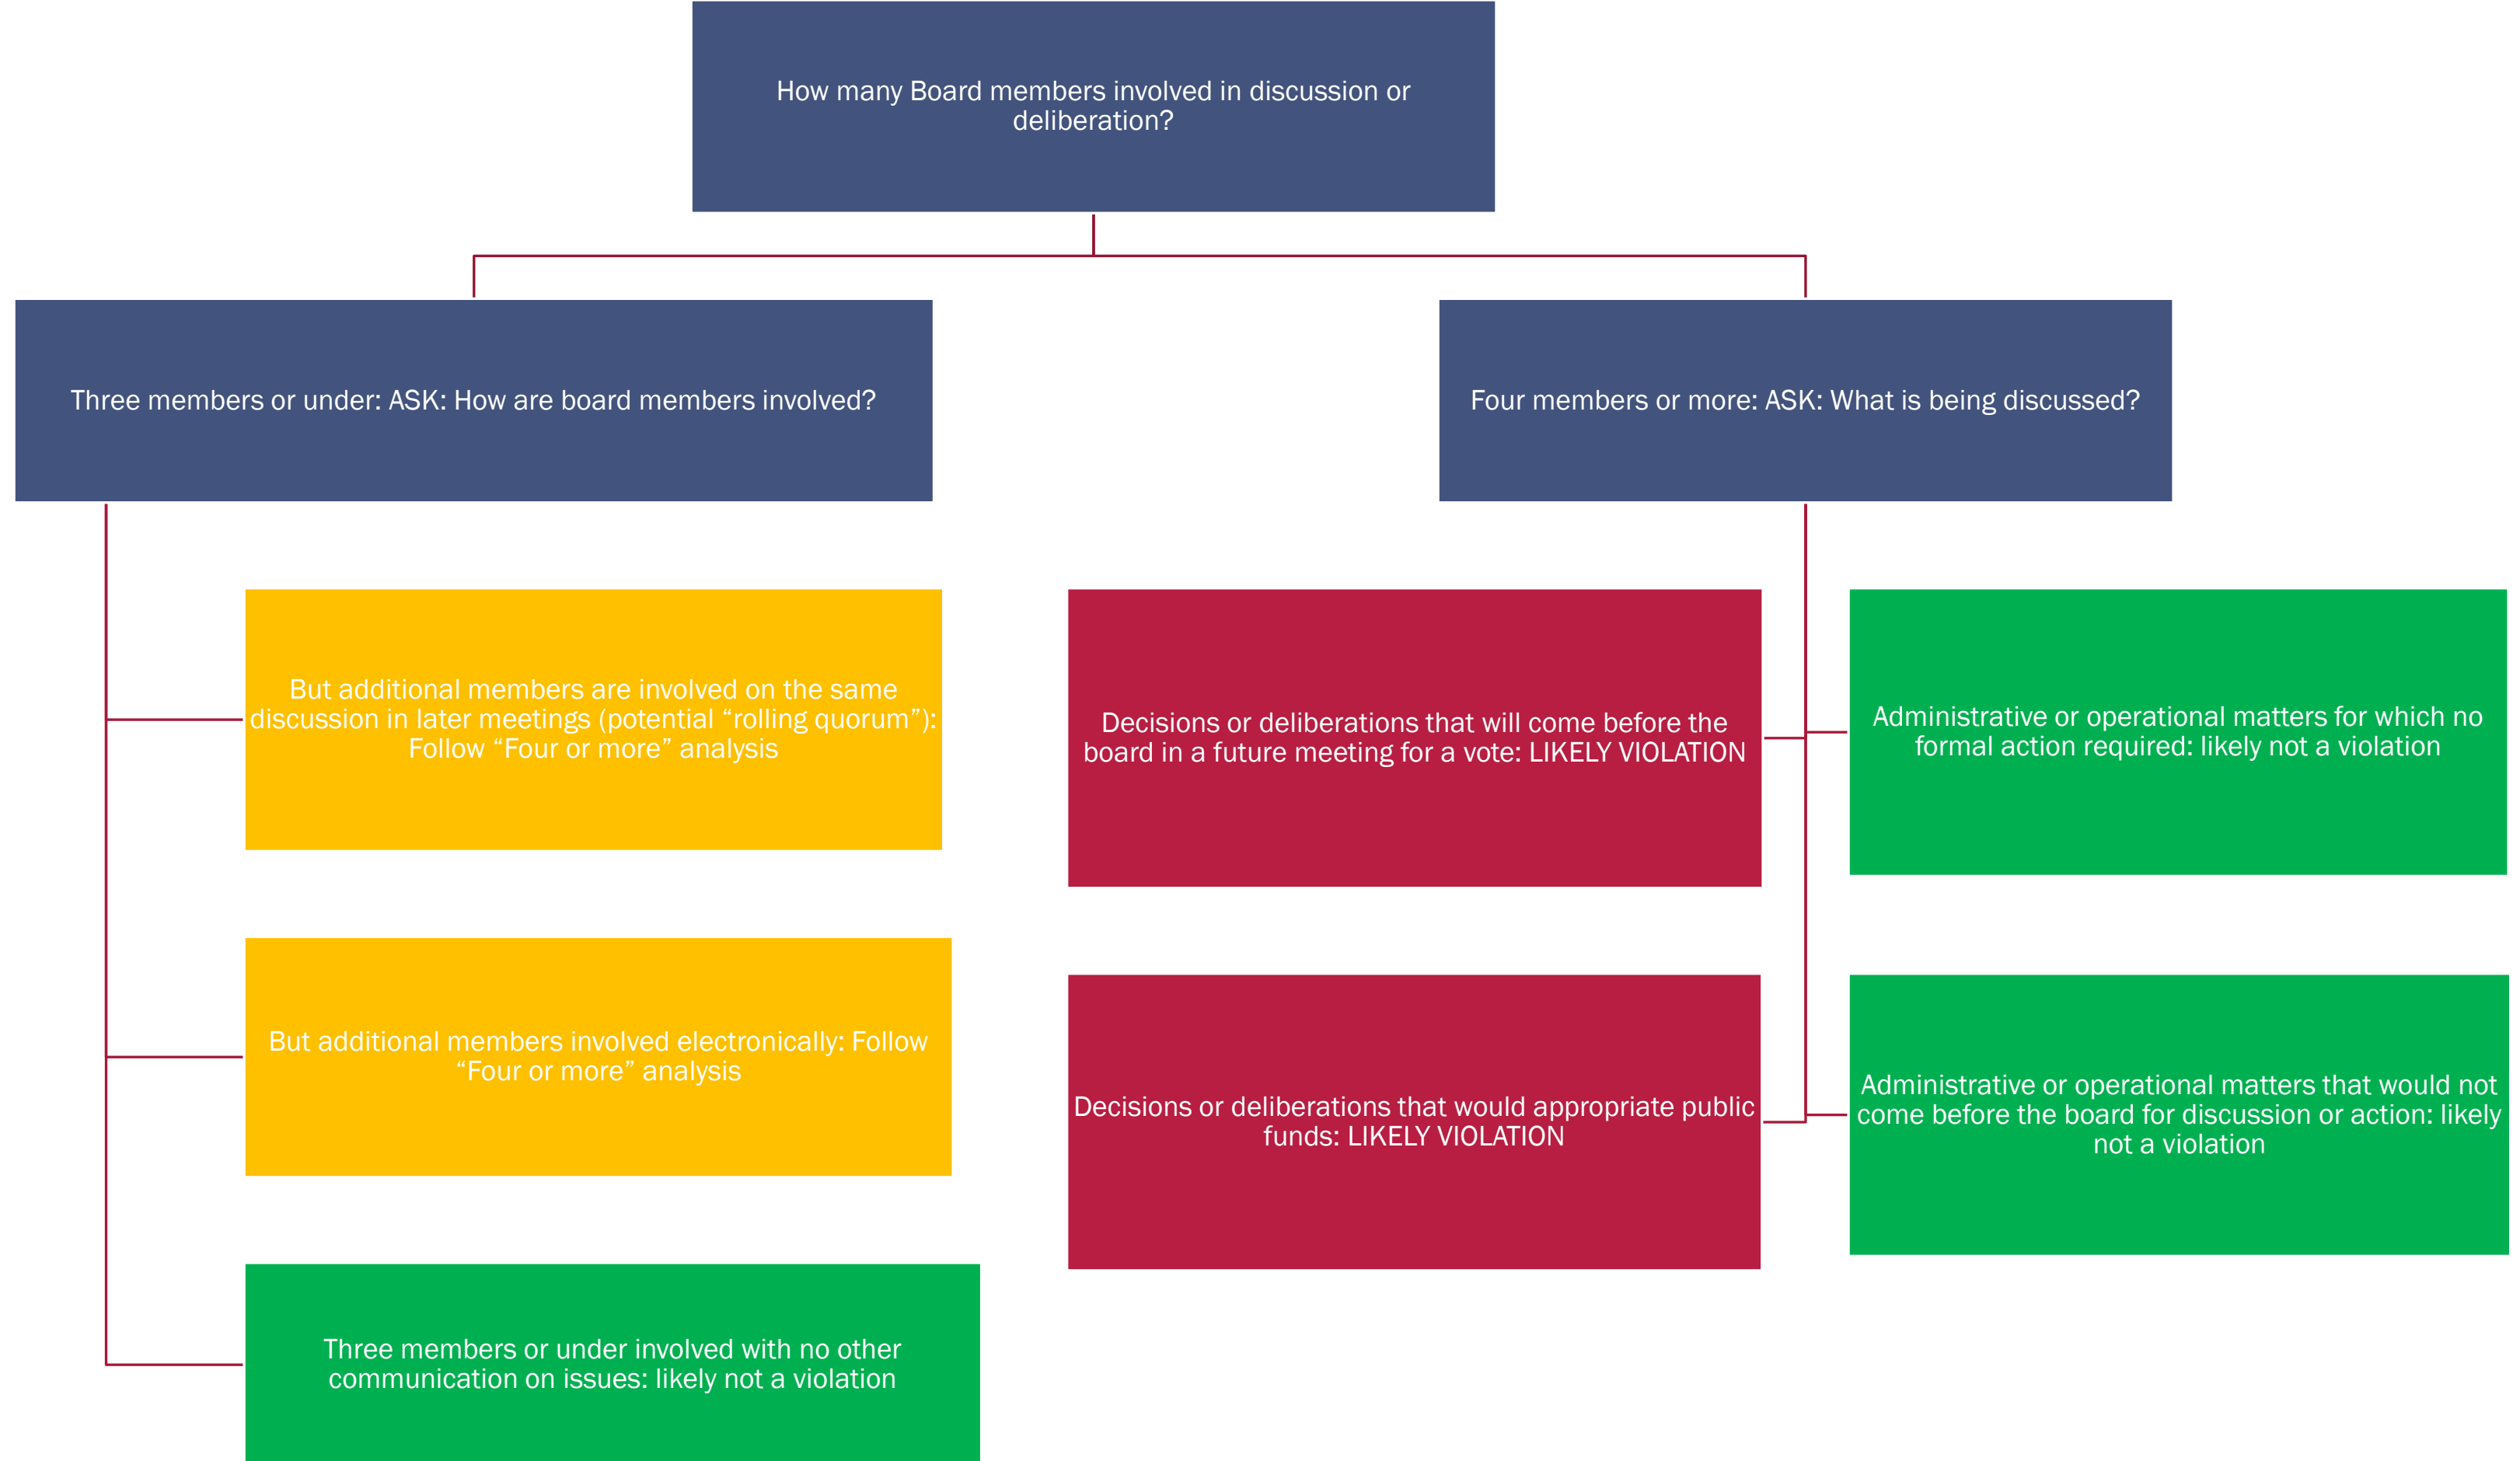 How many Board members involved in discussion or
deliberation?
Three members or under: ASK: How are board members involved?
Four members or more: ASK: What is being discussed?
But additional members are involved on the same
discussion in later meetings (potential “rolling quorum”):
Follow “Four or more” analysis
But additional members involved electronically: Follow
“Four or more” analysis
Three members or under involved with no other
communication on issues: likely not a violation
Decisions or deliberations that will come before the
board in a future meeting for a vote: LIKELY VIOLATION
Administrative or operational matters for which no
formal action required: likely not a violation
Decisions or deliberations that would appropriate public
funds: LIKELY VIOLATION
Administrative or operational matters that would not
come before the board for discussion or action: likely
not a violation